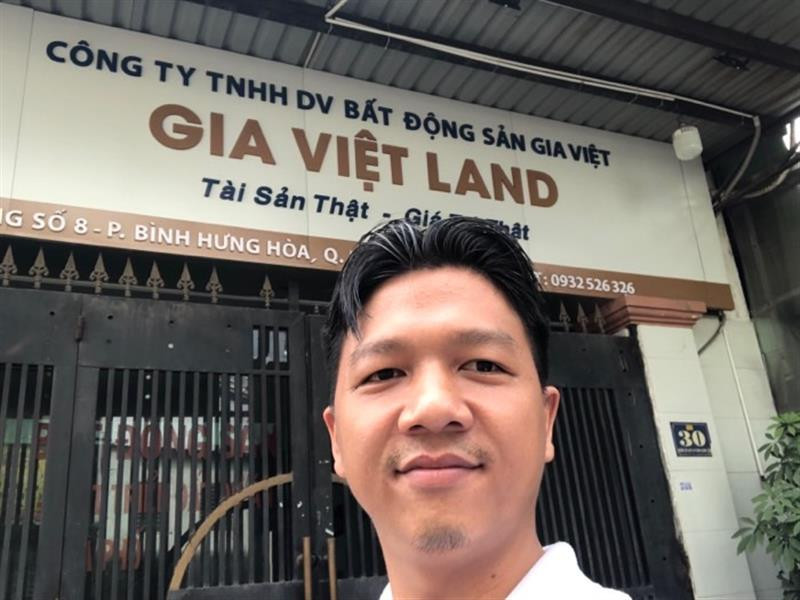 CÔNG TY TNHH DV BẤT ĐỘNG SẢN GIA VIỆT
GIA VIỆT LAND
Tài Sản Thật - Giá
NG SỐ 8 - P. BÌNH HƯNG HÒA, Q.
T: 0932 526 326
30